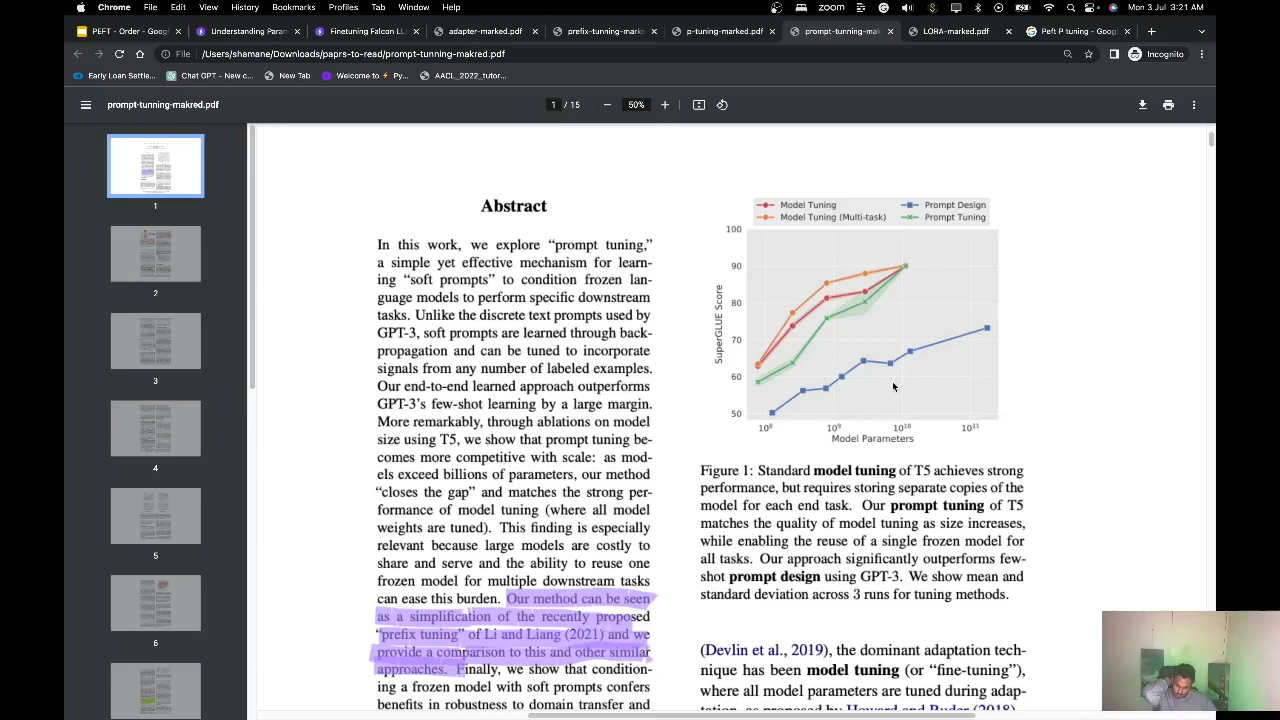 Chrome File Edit View History Bookmarks Profiles Tab Window Help
ZOOM
Mon Jul 3 3:21 AM
PEFT - Order - Googl
Understanding Param
Finetuning Falcon LL
adapter-marked.pdf
prefix-tuning-mark
p-tuning-marked.pdf
prompt-tunning-mak
LORA-marked.pdf
Peft P tuning - Goog
File /Users/shamane/Downloads/paprs-to-read/prompt-tunning-makred.pdf
Incognito
Early Loan Settle...
Chat GPT - New c...
New Tab
Welcome to ⚡ Py...
AACL_2022_tutor...
prompt-tunning-makred.pdf
1 / 15
50%
1
2
3
4
5
6
Abstract
In this work, we explore “prompt tuning,”
a simple yet effective mechanism for learn-
ing “soft prompts” to condition frozen lan-
guage models to perform specific downstream
tasks. Unlike the discrete text prompts used by
GPT-3, soft prompts are learned through back-
propagation and can be tuned to incorporate
signals from any number of labeled examples.
Our end-to-end learned approach outperforms
GPT-3’s few-shot learning by a large margin.
More remarkably, through ablations on model
size using T5, we show that prompt tuning be-
comes more competitive with scale: as mod-
els exceed billions of parameters, our method
“closes the gap” and matches the strong per-
formance of model tuning (where all model
weights are tuned). This finding is especially
relevant because large models are costly to
share and serve and the ability to reuse one
frozen model for multiple downstream tasks
can ease this burden. Our method can be seen
as a simplification of the recently proposed
“prefix tuning” of Li and Liang (2021) and we
provide a comparison to this and other similar
approaches. Finally, we show that condition-
ing a frozen model with soft prompts confers
benefits in robustness to domain transfer and
Model Tuning
Model Tuning (Multi-task)
Prompt Design
Prompt Tuning
SuperGLUE Score
100
90
80
70
60
50
10⁸ 10⁹ 10¹⁰ 10¹¹
Model Parameters
Figure 1: Standard model tuning of T5 achieves strong
performance, but requires storing separate copies of the
model for each end task. Our prompt tuning of T5
matches the quality of model tuning as size increases,
while enabling the reuse of a single frozen model for
all tasks. Our approach significantly outperforms few-
shot prompt design using GPT-3. We show mean and
standard deviation across 3 runs for tuning methods.
(Devlin et al., 2019), the dominant adaptation tech-
nique has been model tuning (or “fine-tuning”),
where all model parameters are tuned during adap-
tation, as proposed by Howard and Ruder (2018).